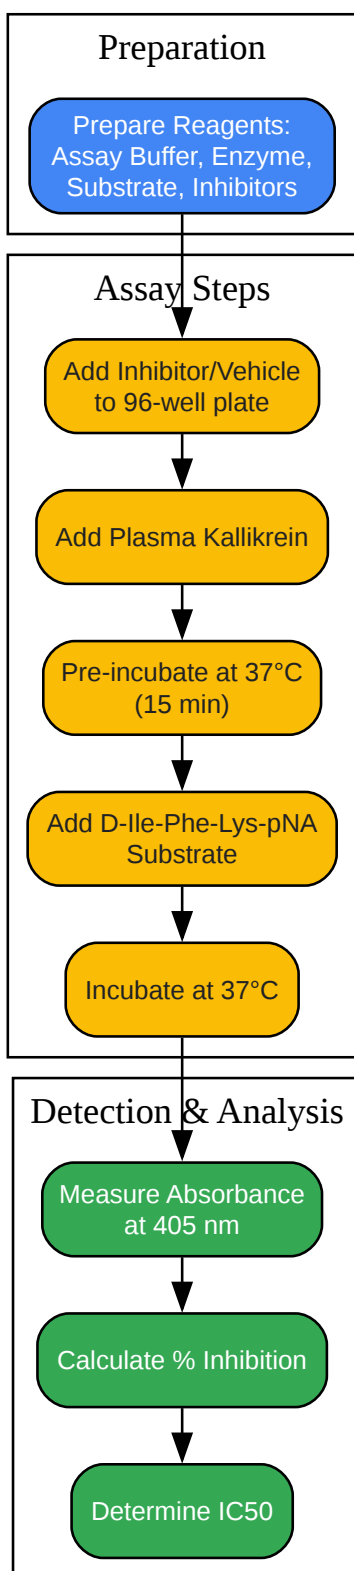 Preparation
Prepare Reagents:
Assay Buffer, Enzyme,
Substrate, Inhibitors
Assay Steps
Add Inhibitor/Vehicle
to 96-well plate
Add Plasma Kallikrein
Pre-incubate at 37°C
(15 min)
Add D-Ile-Phe-Lys-pNA
Substrate
Incubate at 37°C
Detection & Analysis
Measure Absorbance
at 405 nm
Calculate % Inhibition
Determine IC50